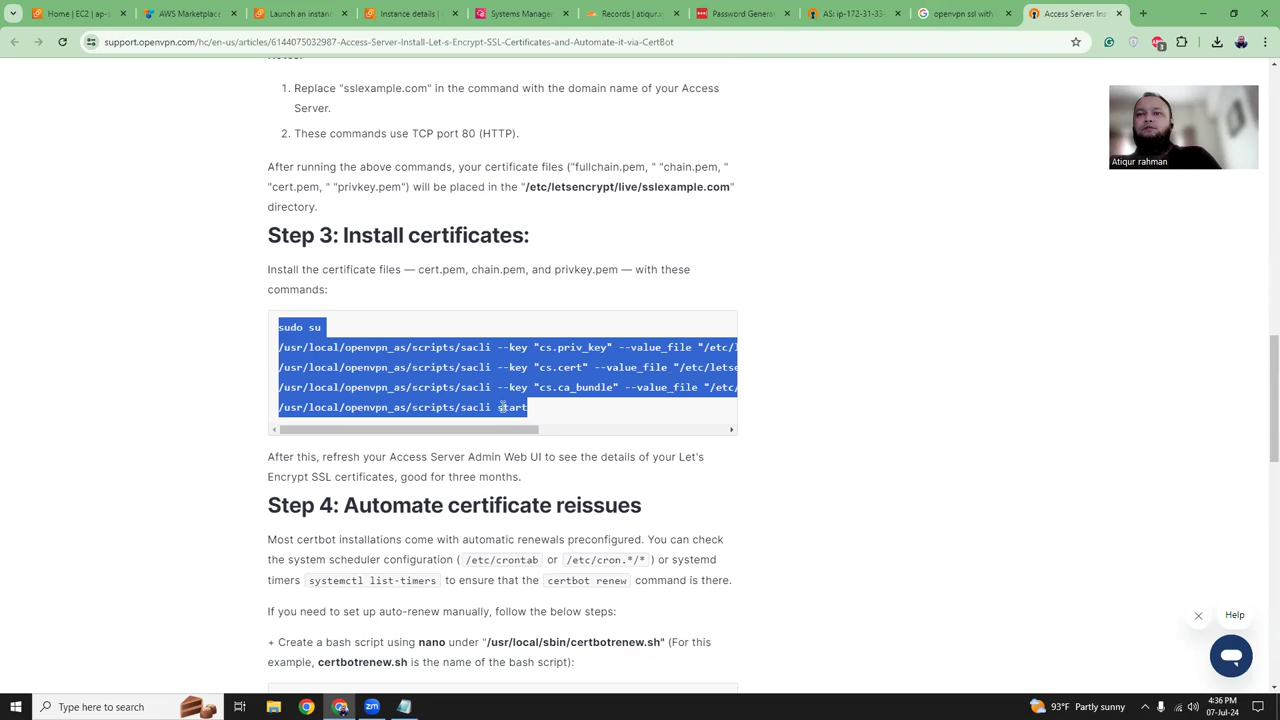 Home | EC2 | ap-s
AWS Marketplace
Instance details |
Systems Manage
Records | atiqur.
Password Genera
ASi ip-172-31-33-
openvpn ssl with
Access Server: Ins
support.openvpn.com/hc/en-us/articles/6144075032987-Access-Server-Install-Let-s-Encrypt-SSL-Certificates-and-Automate-it-via-CertBot
Notes:
1. Replace "sslexample.com" in the command with the domain name of your Access
Server.
2. These commands use TCP port 80 (HTTP).
After running the above commands, your certificate files ("fullchain.pem, " "chain.pem, "
"cert.pem, " "privkey.pem") will be placed in the "/etc/letsencrypt/live/sslexample.com"
directory.
Step 3: Install certificates:
Install the certificate files — cert.pem, chain.pem, and privkey.pem — with these
commands:
sudo su
/usr/local/openvpn_as/scripts/sacli --key "cs.priv_key" --value_file "/etc/l
/usr/local/openvpn_as/scripts/sacli --key "cs.cert" --value_file "/etc/letse
/usr/local/openvpn_as/scripts/sacli --key "cs.ca_bundle" --value_file "/etc/
/usr/local/openvpn_as/scripts/sacli start
After this, refresh your Access Server Admin Web UI to see the details of your Let's
Encrypt SSL certificates, good for three months.
Step 4: Automate certificate reissues
Most certbot installations come with automatic renewals preconfigured. You can check
the system scheduler configuration ( /etc/crontab or /etc/cron.*/* ) or systemd
timers systemctl list-timers to ensure that the certbot renew command is there.
If you need to set up auto-renew manually, follow the below steps:
+ Create a bash script using nano under "/usr/local/sbin/certbotrenew.sh" (For this
example, certbotrenew.sh is the name of the bash script):
Atiqur rahman
Help
Type here to search
93°F Partly sunny
4:36 PM
07-Jul-24